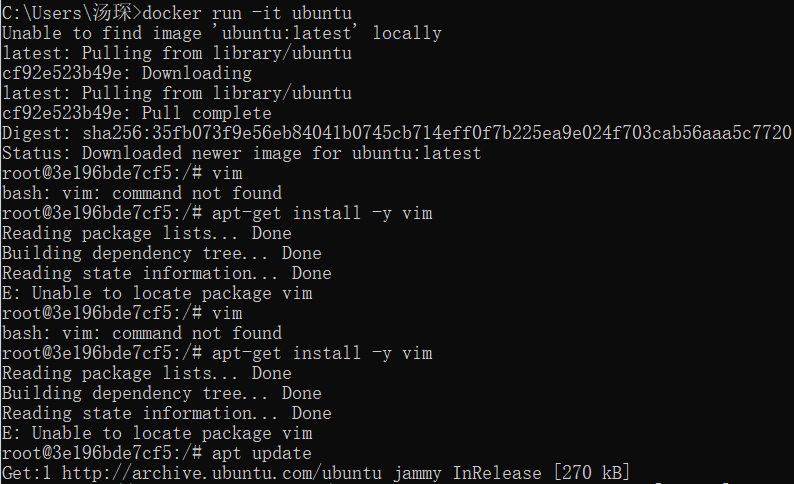 C:\Users\汤琛>docker run -it ubuntu
Unable to find image 'ubuntu:latest' locally
latest: Pulling from library/ubuntu
cf92e523b49e: Downloading
latest: Pulling from library/ubuntu
cf92e523b49e: Pull complete
Digest: sha256:35fb073f9e56eb84041b0745cb714eff0f7b225ea9e024f703cab56aaa5c7720
Status: Downloaded newer image for ubuntu:latest
root@3e196bde7cf5:/# vim
bash: vim: command not found
root@3e196bde7cf5:/# apt-get install -y vim
Reading package lists... Done
Building dependency tree... Done
Reading state information... Done
E: Unable to locate package vim
root@3e196bde7cf5:/# vim
bash: vim: command not found
root@3e196bde7cf5:/# apt-get install -y vim
Reading package lists... Done
Building dependency tree... Done
Reading state information... Done
E: Unable to locate package vim
root@3e196bde7cf5:/# apt update
Get:1 http://archive.ubuntu.com/ubuntu jammy InRelease [270 kB]